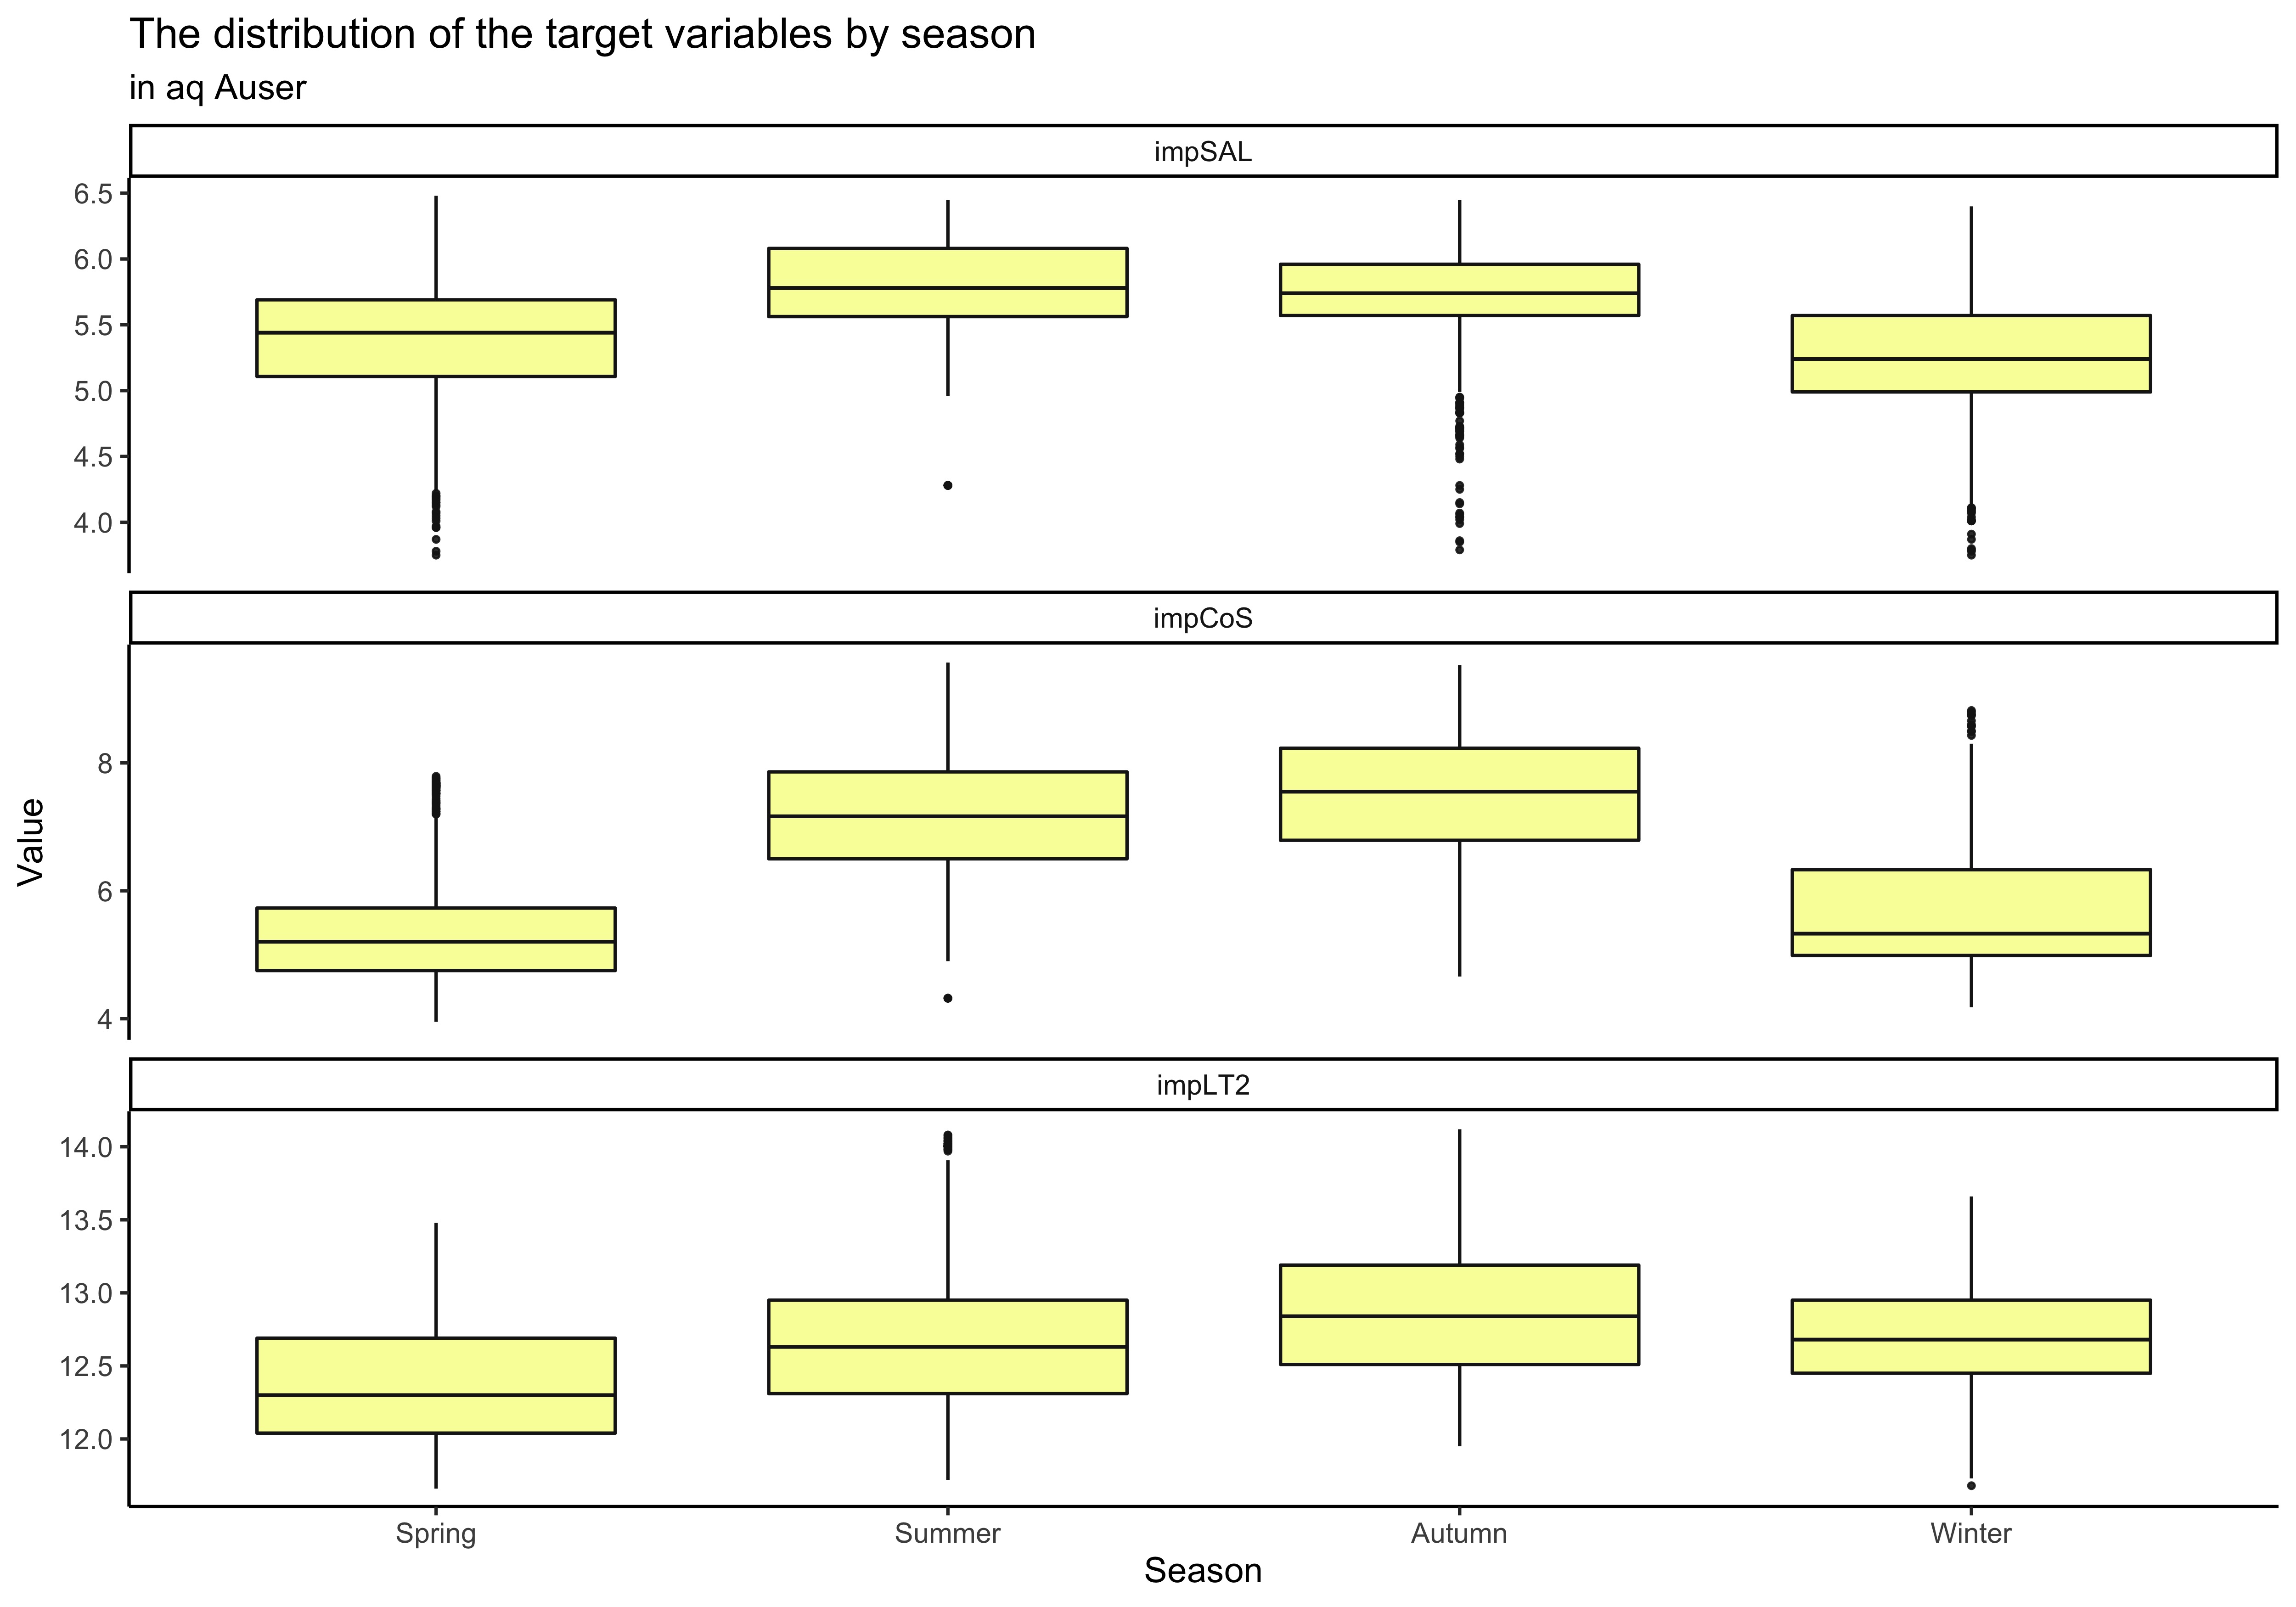 The distribution of the target variables by season
in aq Auser
impSAL
6.5
6.0
5.5
5.0
4.5
4.0
impCoS
8
6
4
Value
impLT2
14.0
13.5
13.0
12.5
12.0
Spring Summer Autumn Winter
Season